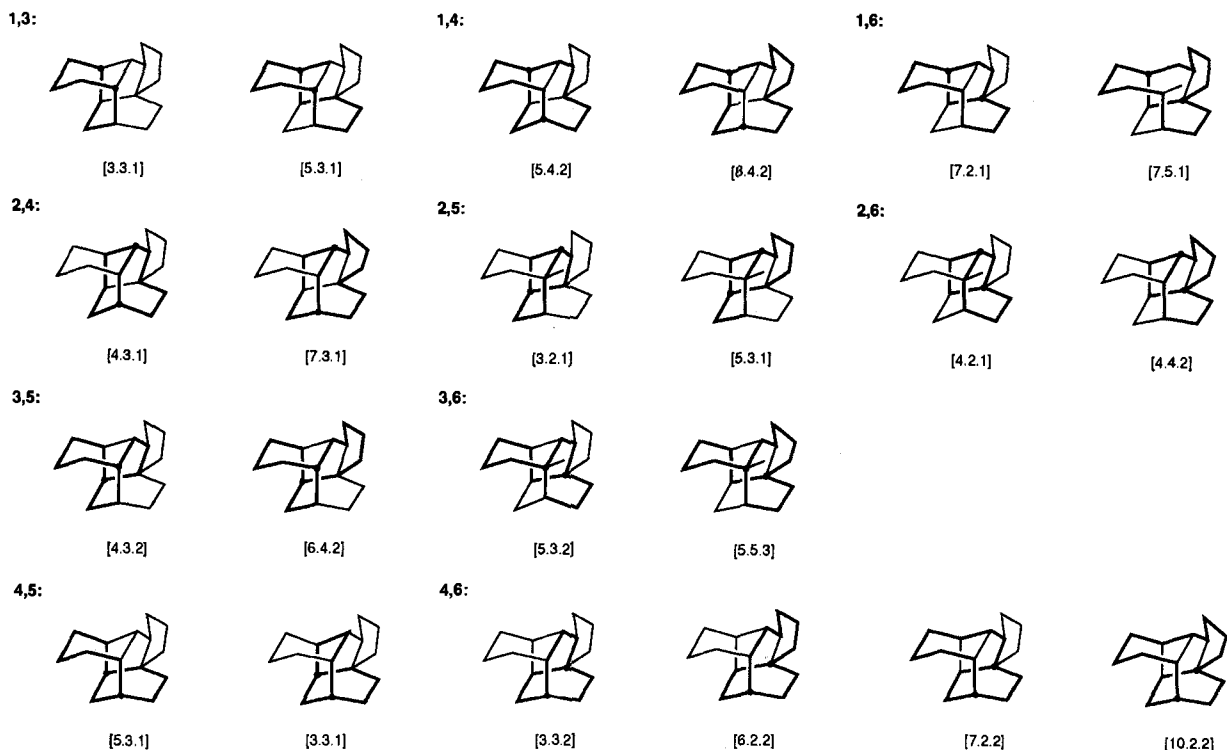 1,3: 1,4: 1,6:
[3.3.1] [5.3.1] [5.4.2] [8.4.2] [7.2.1] [7.5.1]
2,4: 2,5: 2,6:
[4.3.1] [7.3.1] [3.2.1] [5.3.1] [4.2.1] [4.4.2]
3,5: 3,6:
[4.3.2] [6.4.2] [5.3.2] [5.5.3]
4,5: 4,6:
[5.3.1] [3.3.1] [3.3.2] [6.2.2] [7.2.2] [10.2.2]